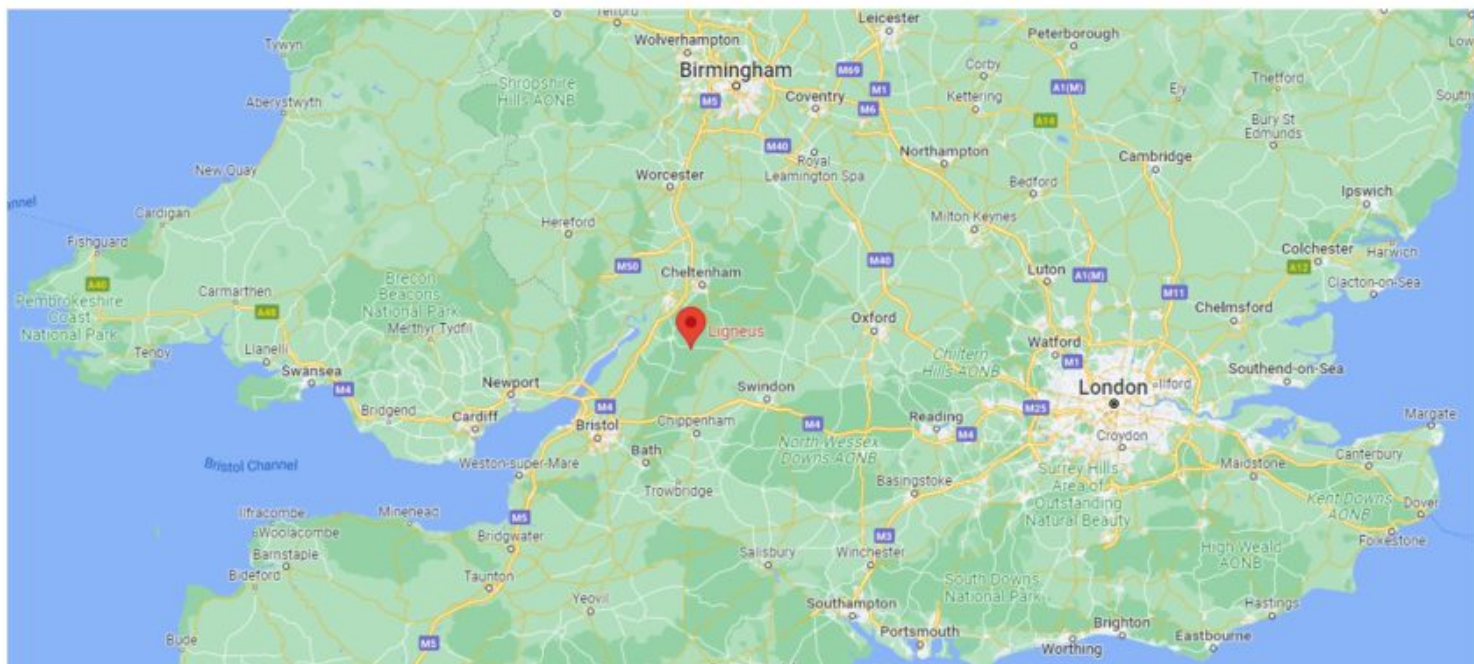 Telford
Leicester
Peterborough
Tywyn
Wolverhampton
Birmingham
M69
M1
Corby
A1(M)
Thetford
Shropshire
Hills AONB
M5
Coventry
M6
Kettering
Ely
Aberystwyth
A14
Bury St
Edmunds
M40
Royal
Leamington Spa
Northampton
Cambridge
New Quay
Worcester
Bedford
Ipswich
Cardigan
Hereford
Milton Keynes
Fishguard
M50
M40
Colchester
Harwich
A40
Brecon
Beacons
National Park
Cheltenham
Luton
A1(M)
A12
Clacton-on-Sea
Pembrokeshire
Coast
National Park
Carmarthen
A48
M11
Chelmsford
Merthyr Tydfil
Ligneus
Oxford
Tenby
Llanelli
Chiltern
Hills AONB
Watford
M1
Southend-on-Sea
Swansea
M4
Newport
Swindon
London
Ilford
Bridgend
Cardiff
M4
Bristol
Chippenham
M4
Reading
M4
M25
Margate
Croydon
Bristol Channel
Weston-super-Mare
Bath
North Wessex
Downs AONB
Surrey Hills
Area of
Outstanding
Natural Beauty
Maidstone
Canterbury
Trowbridge
Basingstoke
Kent Downs
AONB
Dover
Ilfracombe
Minehead
M5
Woolacombe
Bridgwater
M3
Folkestone
Barnstaple
Salisbury
Winchester
High Weald
AONB
Bideford
Taunton
Yeovil
South Downs
National Park
Southampton
Hastings
Bude
M5
Portsmouth
Worthing
Brighton
Eastbourne